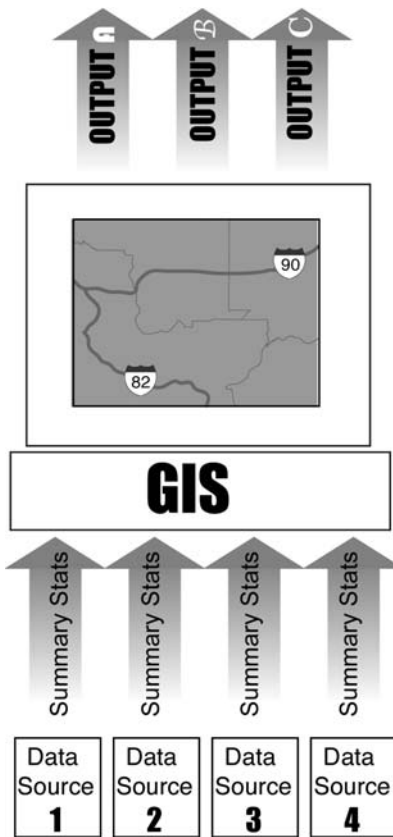 OUTPUT A
OUTPUT B
OUTPUT C
90
82
GIS
Summary Stats
Summary Stats
Summary Stats
Summary Stats
Data
Source
1
Data
Source
2
Data
Source
3
Data
Source
4